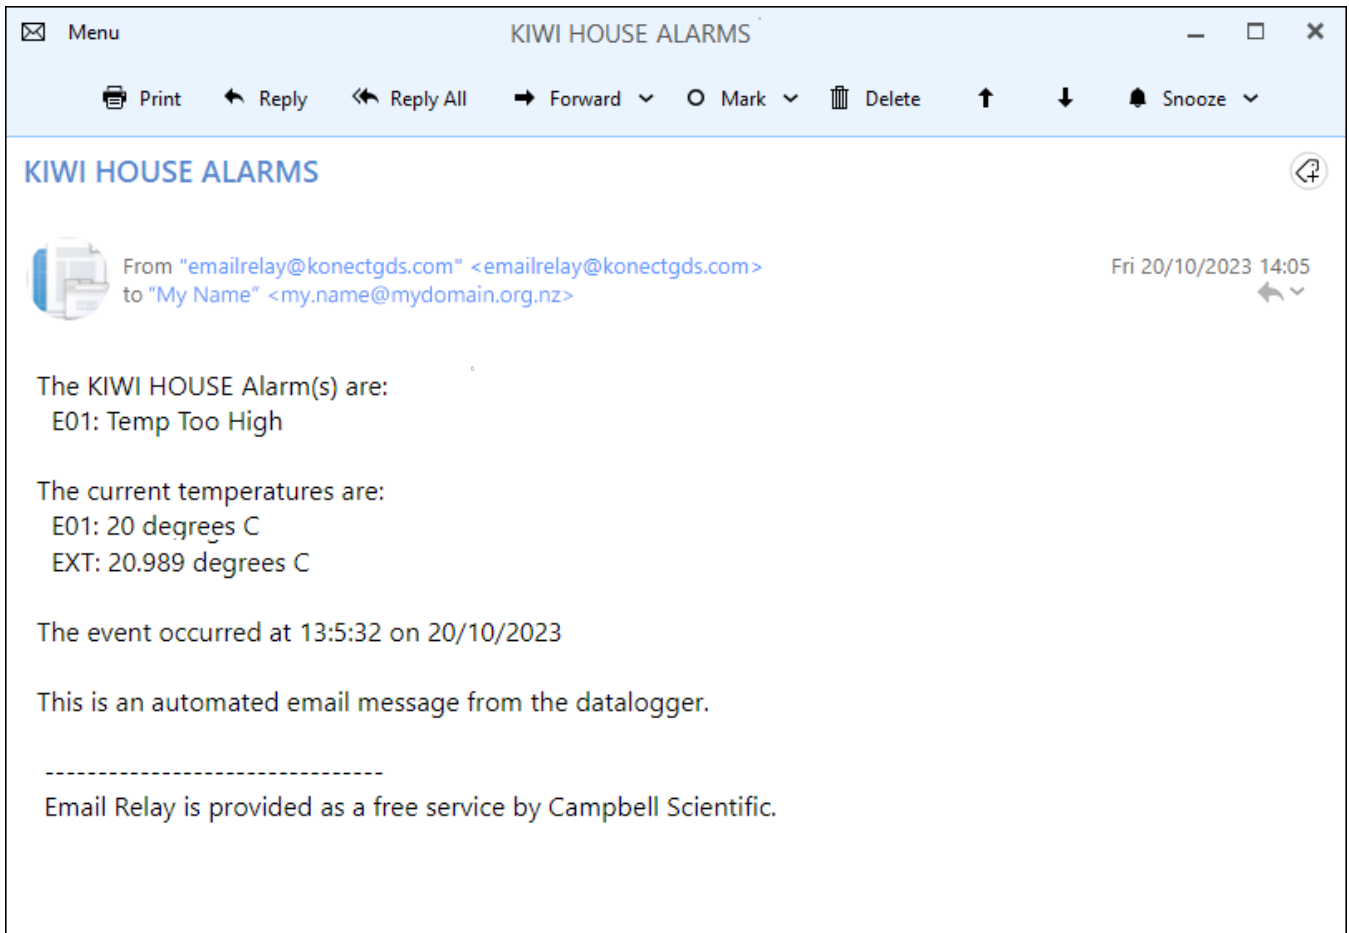 Menu
KIWI HOUSE ALARMS
Print Reply Reply All Forward Mark Delete Snooze
KIWI HOUSE ALARMS
From "emailrelay@konectgds.com" <emailrelay@konectgds.com>
Fri 20/10/2023 14:05
to “My Name” <my.name@mydomain.org.nz>
The KIWI HOUSE Alarm(s) are:
E01: Temp Too High
The current temperatures are:
E01: 20 degrees C
EXT: 20.989 degrees C
The event occurred at 13:5:32 on 20/10/2023
This is an automated email message from the datalogger.
--------------------------------
Email Relay is provided as a free service by Campbell Scientific.